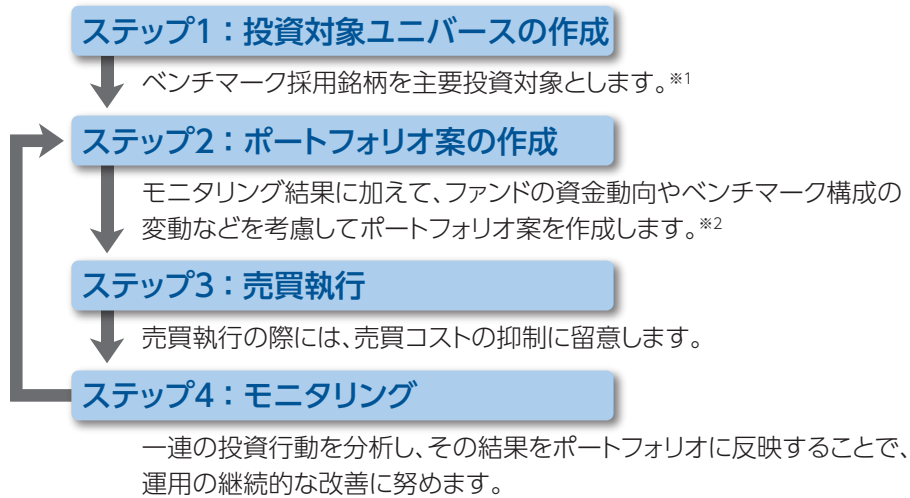 ステップ1：投資対象ユニバースの作成
ベンチマーク採用銘柄を主要投資対象とします。※1
ステップ2：ポートフォリオ案の作成
モニタリング結果に加えて、ファンドの資金動向やベンチマーク構成の
変動などを考慮してポートフォリオ案を作成します。※2
ステップ3：売買執行
売買執行の際には、売買コストの抑制に留意します。
ステップ4：モニタリング
一連の投資行動を分析し、その結果をポートフォリオに反映することで、
運用の継続的な改善に努めます。